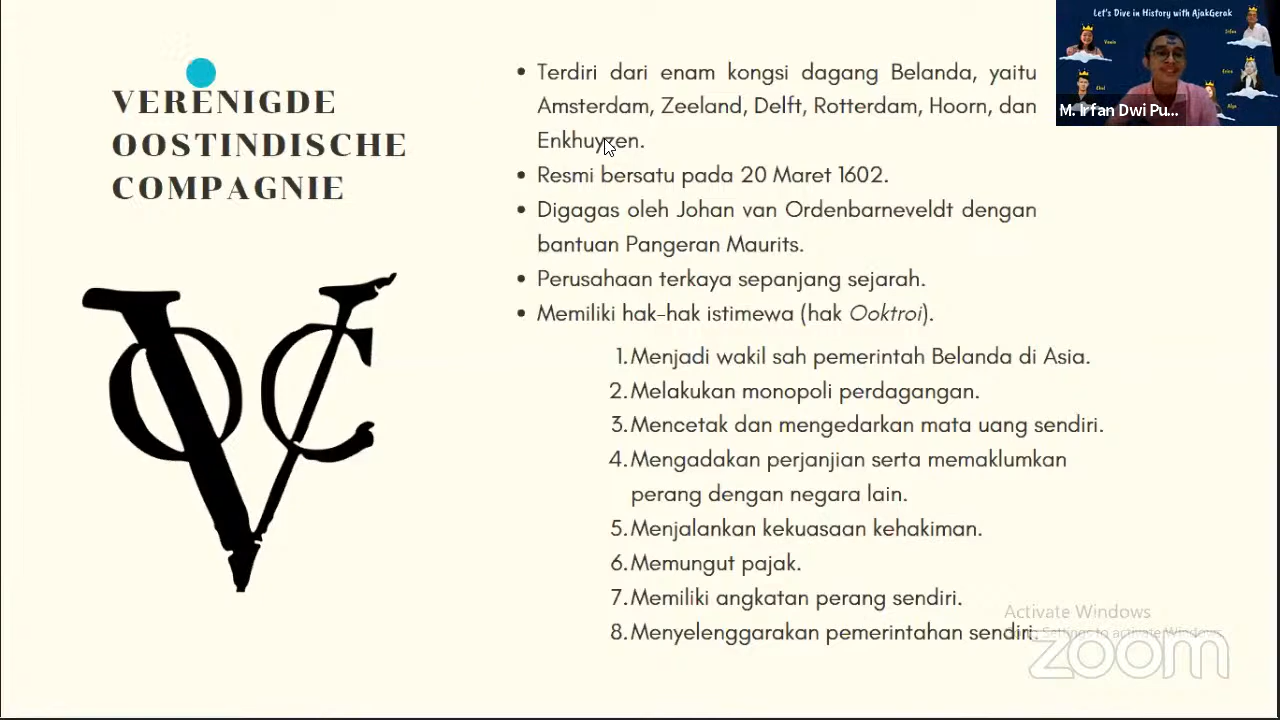 VERENIGDE
OOSTINDISCHE
COMPAGNIE
VOC
• Terdiri dari enam kongsi dagang Belanda, yaitu
Amsterdam, Zeeland, Delft, Rotterdam, Hoorn, dan
Enkhuyzen.
• Resmi bersatu pada 20 Maret 1602.
• Digagas oleh Johan van Ordenbarneveldt dengan
bantuan Pangeran Maurits.
• Perusahaan terkaya sepanjang sejarah.
• Memiliki hak-hak istimewa (hak Ooktroi).
1. Menjadi wakil sah pemerintah Belanda di Asia.
2. Melakukan monopoli perdagangan.
3. Mencetak dan mengedarkan mata uang sendiri.
4. Mengadakan perjanjian serta memaklumkan
perang dengan negara lain.
5. Menjalankan kekuasaan kehakiman.
6. Memungut pajak.
7. Memiliki angkatan perang sendiri.
8. Menyelenggarakan pemerintahan sendiri.
Let's Dive in History with AjakGerak
M. Irfan Dwi Pu...
Activate Windows
Settings to activate Windows.
zoom